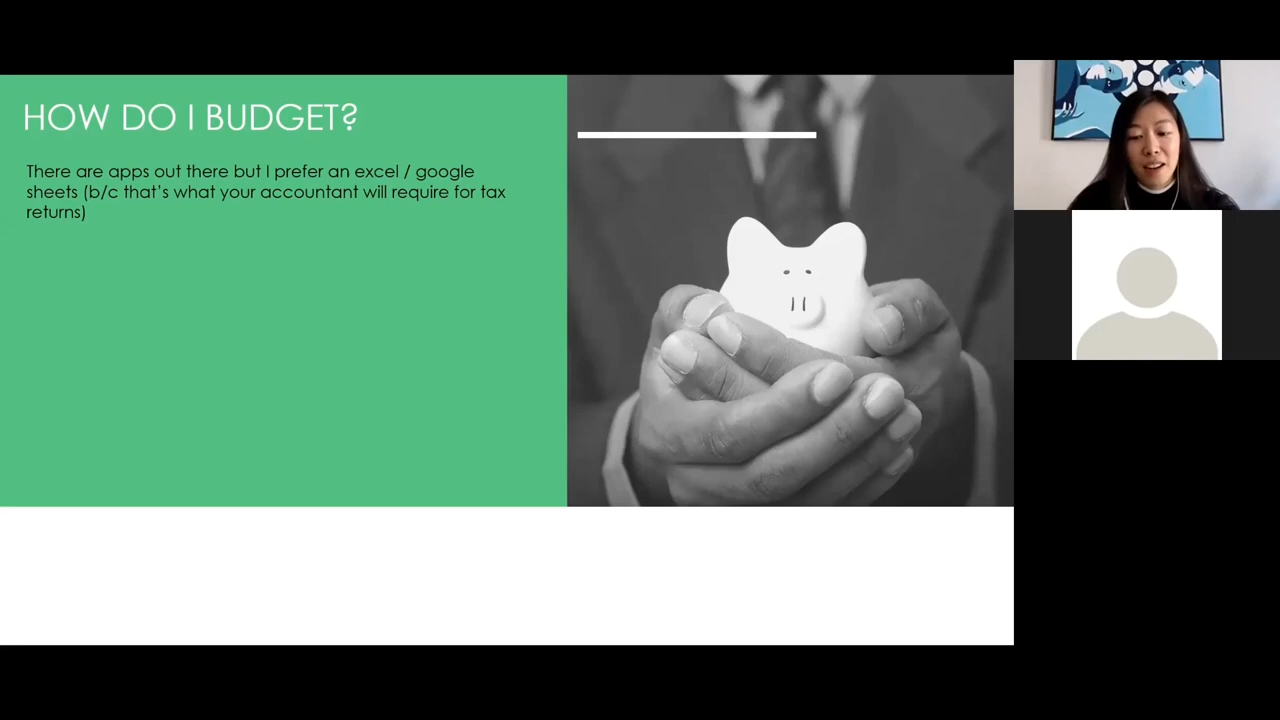 HOW DO I BUDGET?
There are apps out there but I prefer an excel / google
sheets (b/c that's what your accountant will require for tax
returns)